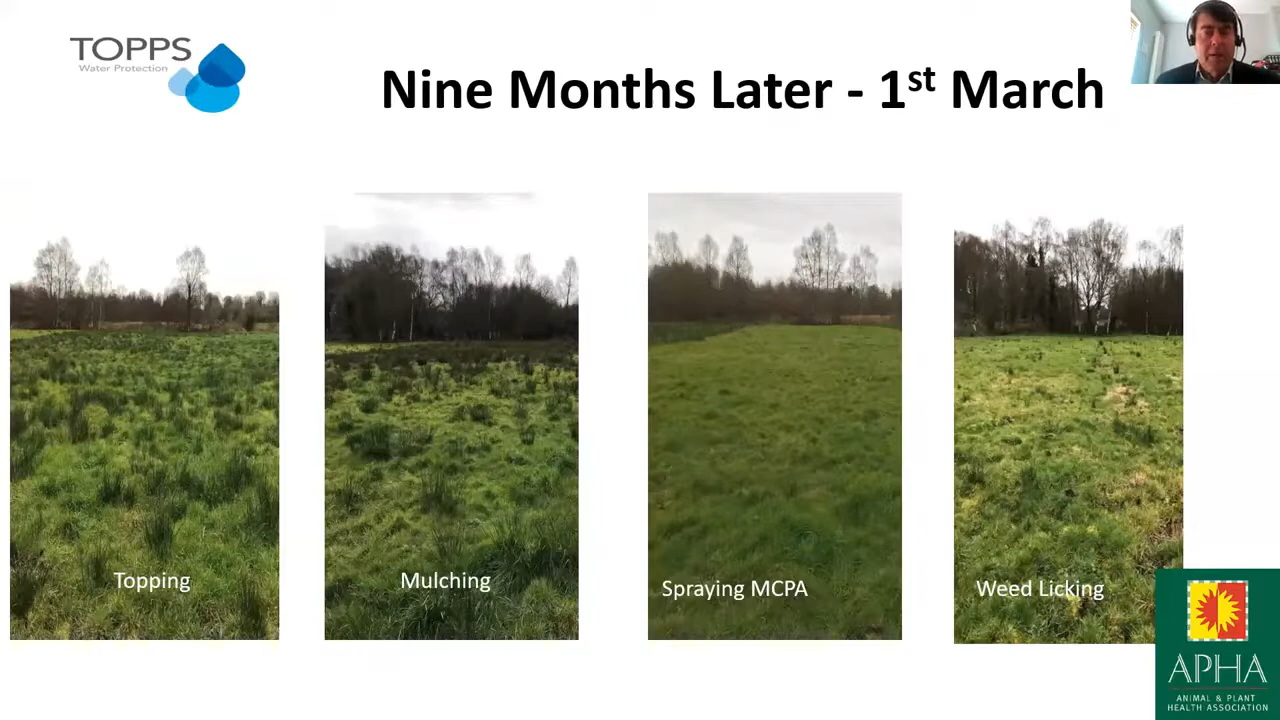 TOPPS
Water Protection
Nine Months Later - 1st March
Topping
Mulching
Spraying MCPA
Weed Licking
APHA
ANIMAL & PLANT
HEALTH ASSOCIATION